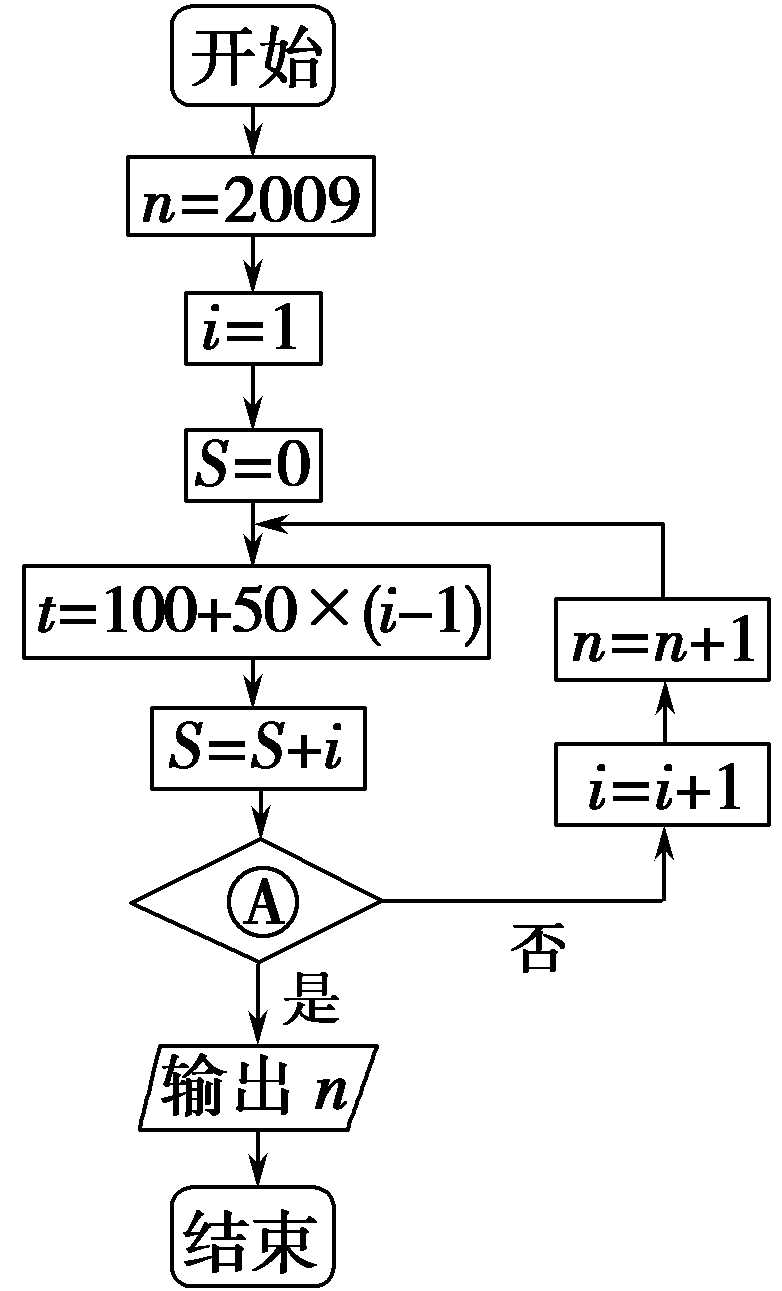 开始
n=2009
i=1
S=0
t=100+50×(i-1)
n=n+1
S=S+i
i=i+1
A
否
是
输出 n
结束